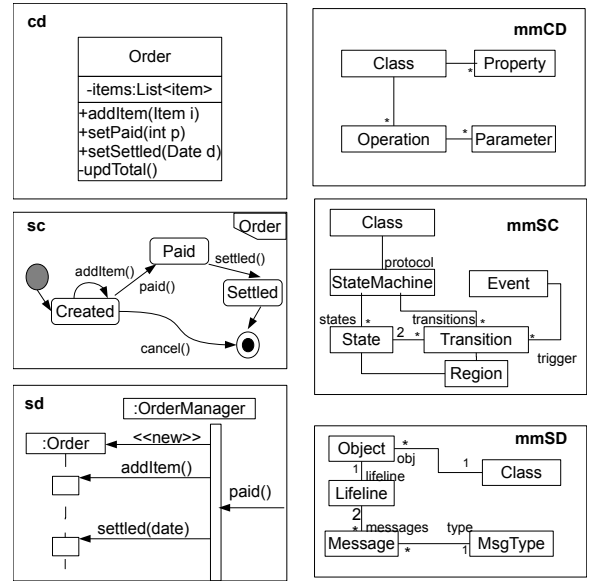 cd
Order
-items:List<item>
+addItem(Item i)
+setPaid(int p)
+setSettled(Date d)
-updTotal()
mmCD
Class
Property
*
*
Operation
*
Parameter
sc
Order
Paid
addItem()
settled()
paid()
Settled
Created
cancel()
mmSC
Class
protocol
StateMachine
Event
states
transitions
*
*
State
2
*
Transition
*
trigger
Region
sd
:OrderManager
:Order
<<new>>
addItem()
paid()
settled(date)
mmSD
Object
*
obj
1
Class
1
lifeline
Lifeline
2
messages
type
*
Message
*
1
MsgType